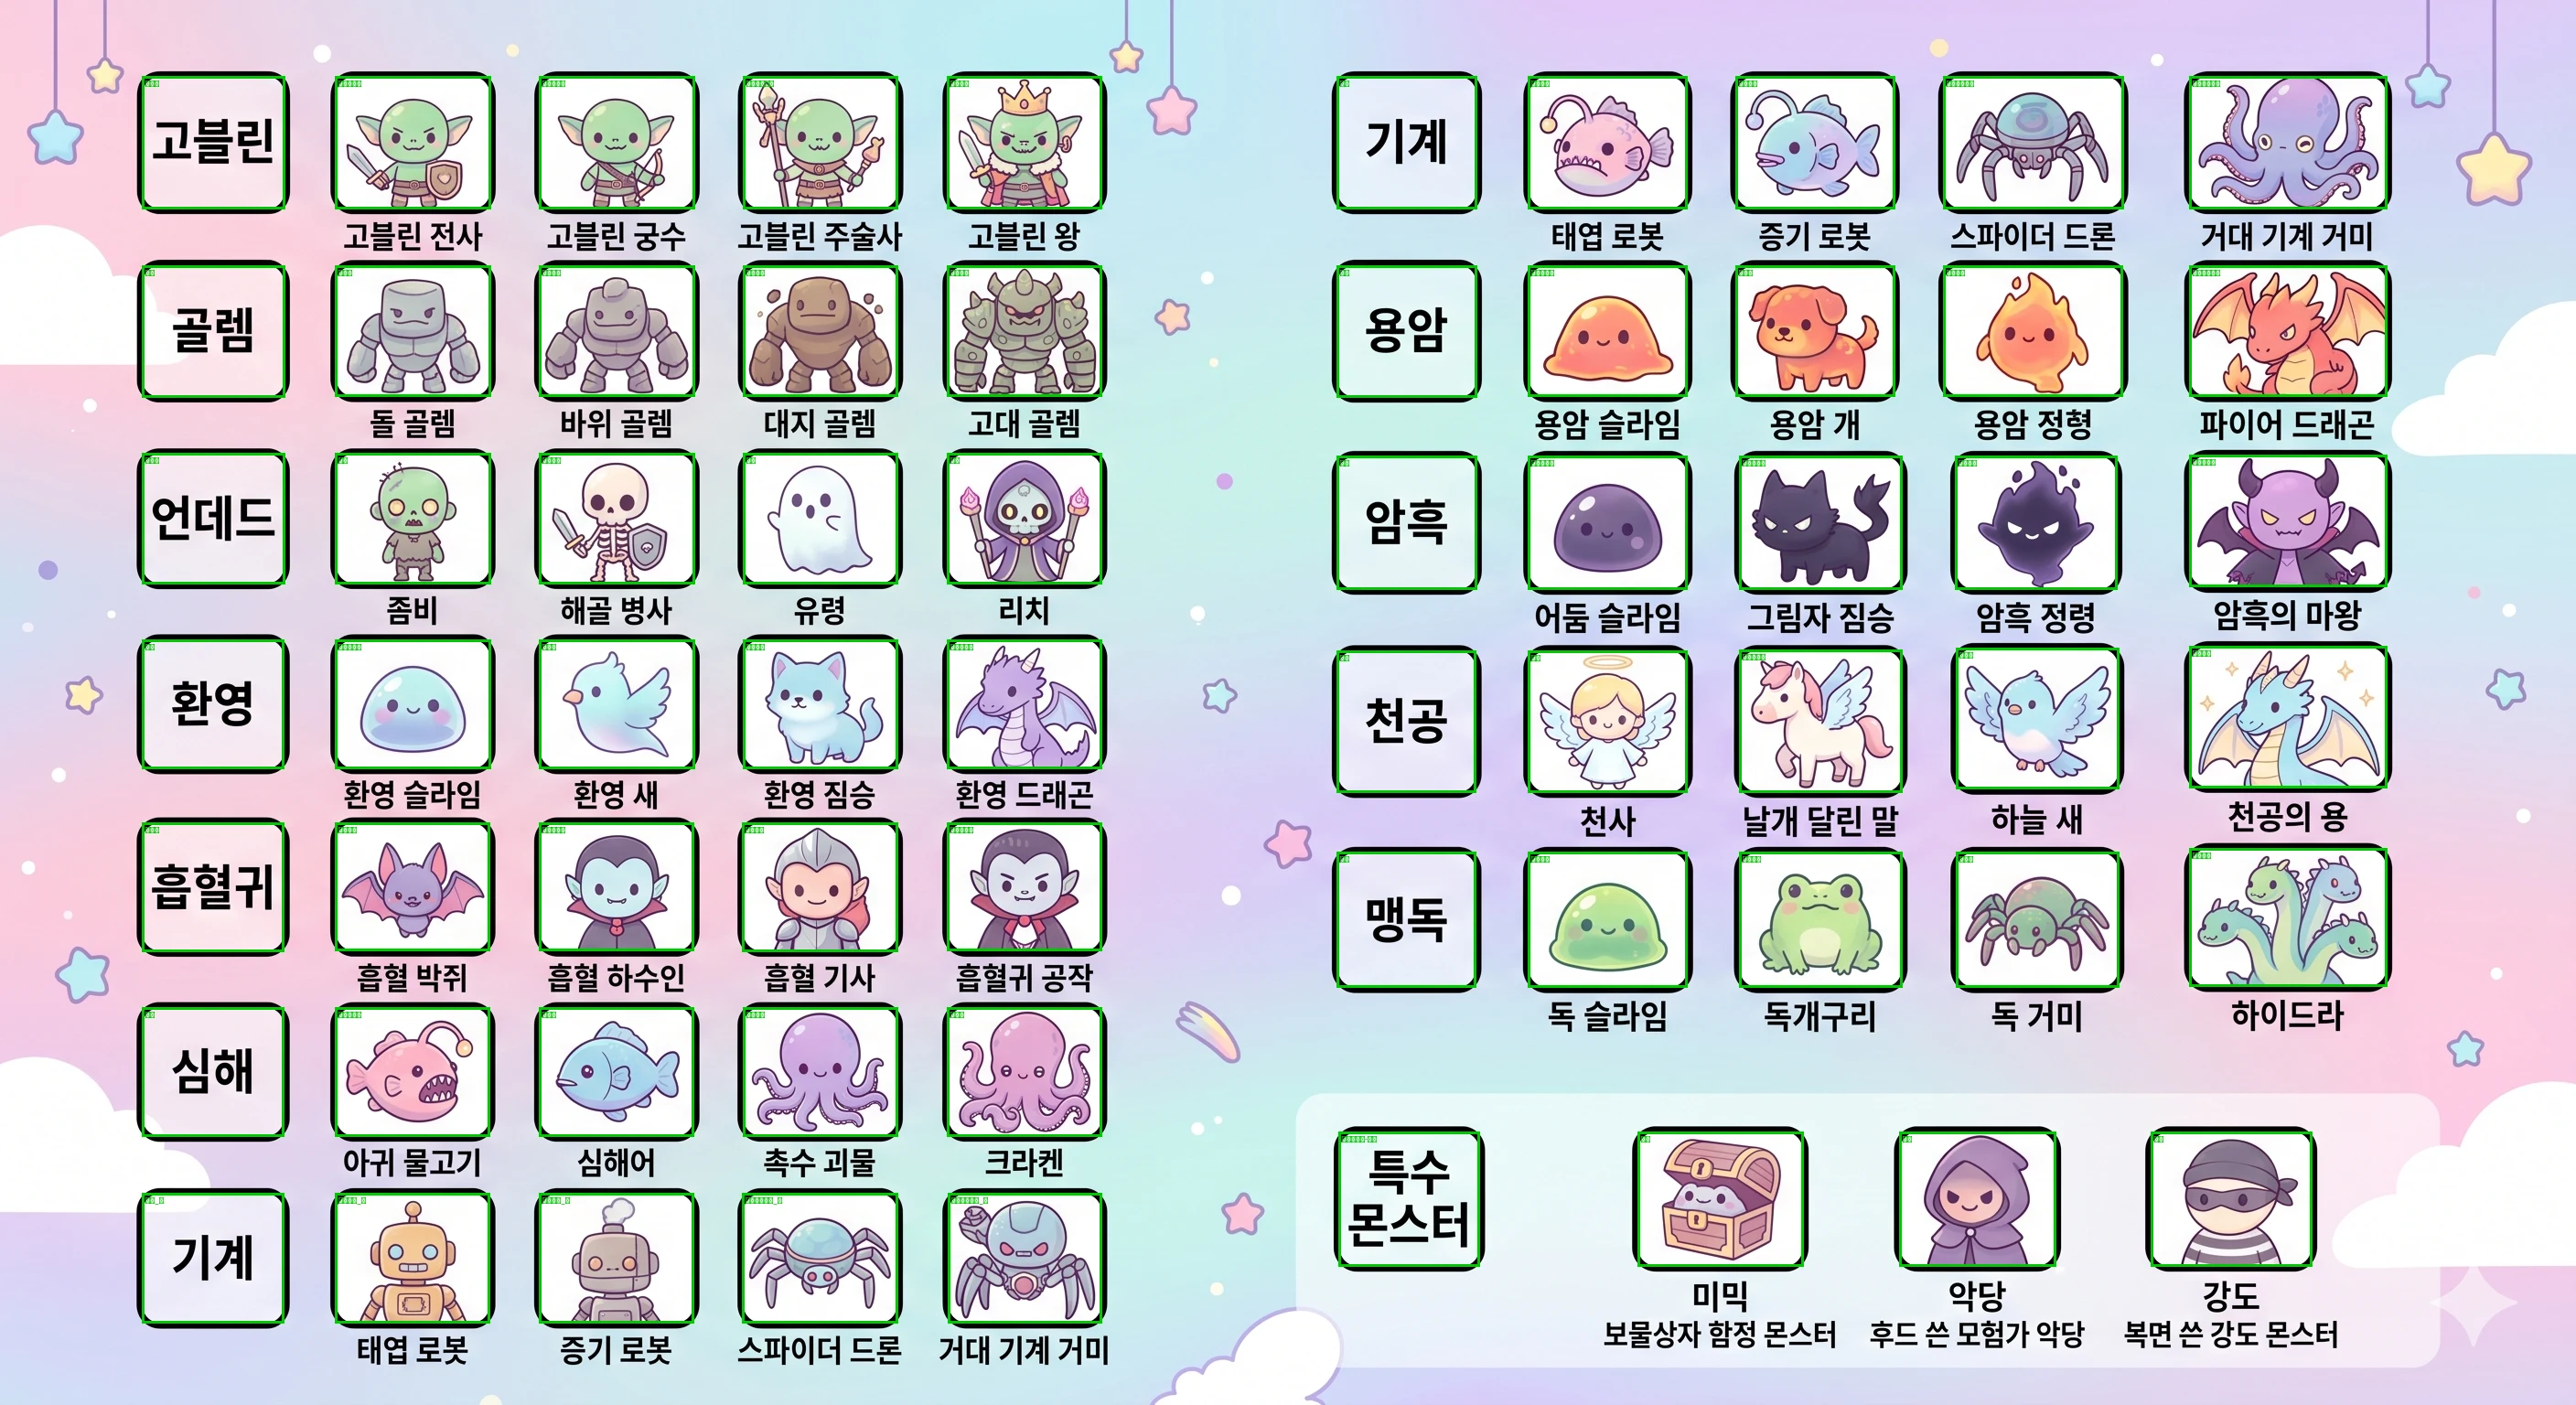 고블린
고블린 전사 고블린 궁수 고블린 주술사 고블린 왕
골렘
돌 골렘 바위 골렘 대지 골렘 고대 골렘
언데드
좀비 해골 병사 유령 리치
환영
환영 슬라임 환영 새 환영 짐승 환영 드래곤
흡혈귀
흡혈 박쥐 흡혈 하수인 흡혈 기사 흡혈귀 공작
심해
아귀 물고기 심해어 촉수 괴물 크라켄
기계
태엽 로봇 증기 로봇 스파이더 드론 거대 기계 거미
기계
태엽 로봇 증기 로봇 스파이더 드론 거대 기계 거미
용암
용암 슬라임 용암 개 용암 정형 파이어 드래곤
암흑
어둠 슬라임 그림자 짐승 암흑 정령 암흑의 마왕
천공
천사 날개 달린 말 하늘 새 천공의 용
맹독
독 슬라임 독개구리 독 거미 하이드라
특수
몬스터
미믹 악당 강도
보물상자 함정 몬스터 후드 쓴 모험가 악당 복면 쓴 강도 몬스터